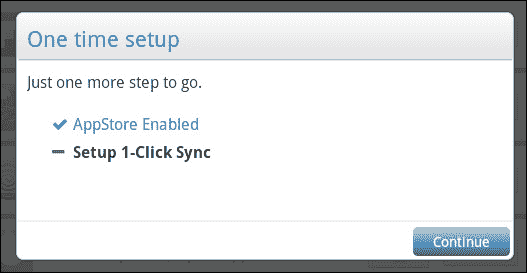 One time setup
Just one more step to go.
AppStore Enabled
Setup 1-Click Sync
Continue